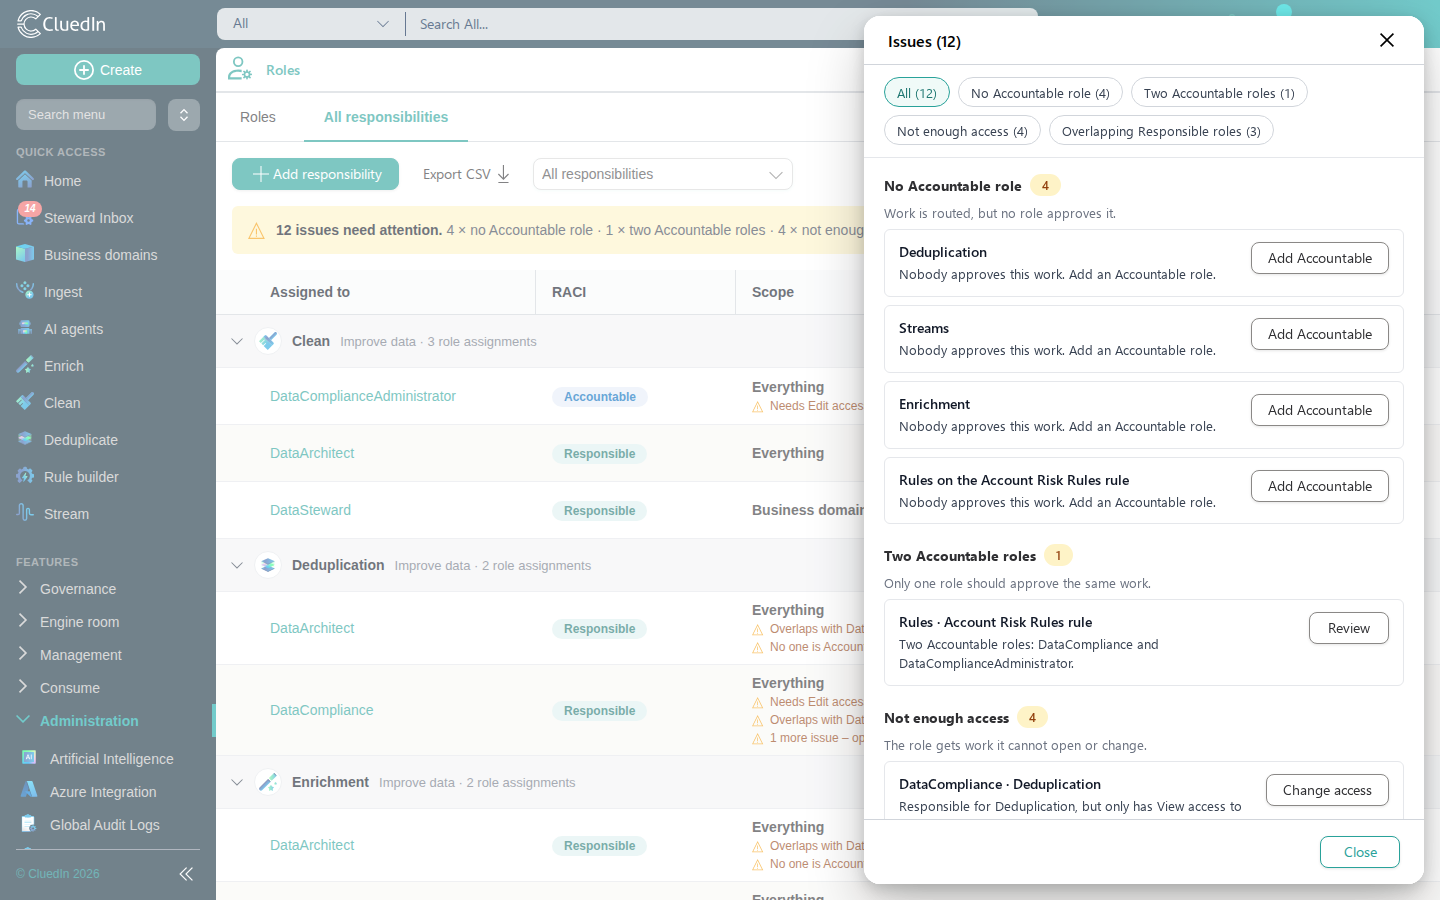 CluedIn
All
Search All...
Create
Search menu
QUICK ACCESS
Home
14
Steward Inbox
Business domains
Ingest
AI agents
Enrich
Clean
Deduplicate
Rule builder
Stream
FEATURES
Governance
Engine room
Management
Consume
Administration
Artificial Intelligence
Azure Integration
Global Audit Logs
© CluedIn 2026
Roles
Roles
All responsibilities
Add responsibility
Export CSV
All responsibilities
12 issues need attention. 4 × no Accountable role · 1 × two Accountable roles · 4 × not enoug
Assigned to
RACI
Scope
Clean
Improve data · 3 role assignments
DataComplianceAdministrator
Accountable
Everything
Needs Edit acces
DataArchitect
Responsible
Everything
DataSteward
Responsible
Business domain
Deduplication
Improve data · 2 role assignments
DataArchitect
Responsible
Everything
Overlaps with Dat
No one is Accoun
DataCompliance
Responsible
Everything
Needs Edit acces
Overlaps with Dat
1 more issue – op
Enrichment
Improve data · 2 role assignments
DataArchitect
Responsible
Everything
Overlaps with Dat
No one is Accoun
Everything
Issues (12)
All (12)
No Accountable role (4)
Two Accountable roles (1)
Not enough access (4)
Overlapping Responsible roles (3)
No Accountable role 4
Work is routed, but no role approves it.
Deduplication
Nobody approves this work. Add an Accountable role.
Add Accountable
Streams
Nobody approves this work. Add an Accountable role.
Add Accountable
Enrichment
Nobody approves this work. Add an Accountable role.
Add Accountable
Rules on the Account Risk Rules rule
Nobody approves this work. Add an Accountable role.
Add Accountable
Two Accountable roles 1
Only one role should approve the same work.
Rules · Account Risk Rules rule
Two Accountable roles: DataCompliance and
DataComplianceAdministrator.
Review
Not enough access 4
The role gets work it cannot open or change.
DataCompliance · Deduplication
Responsible for Deduplication, but only has View access to
Change access
Close